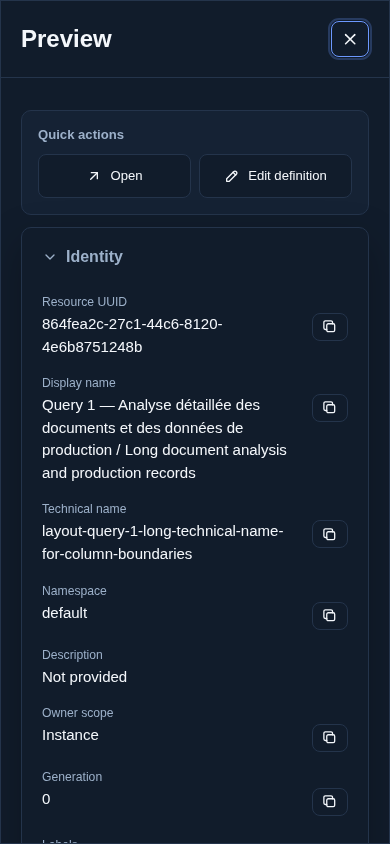 Preview
Quick actions
Open
Edit definition
Identity
Resource UUID
864fea2c-27c1-44c6-8120-
4e6b8751248b
Display name
Query 1 — Analyse détaillée des
documents et des données de
production / Long document analysis
and production records
Technical name
layout-query-1-long-technical-name-
for-column-boundaries
Namespace
default
Description
Not provided
Owner scope
Instance
Generation
0
Labels